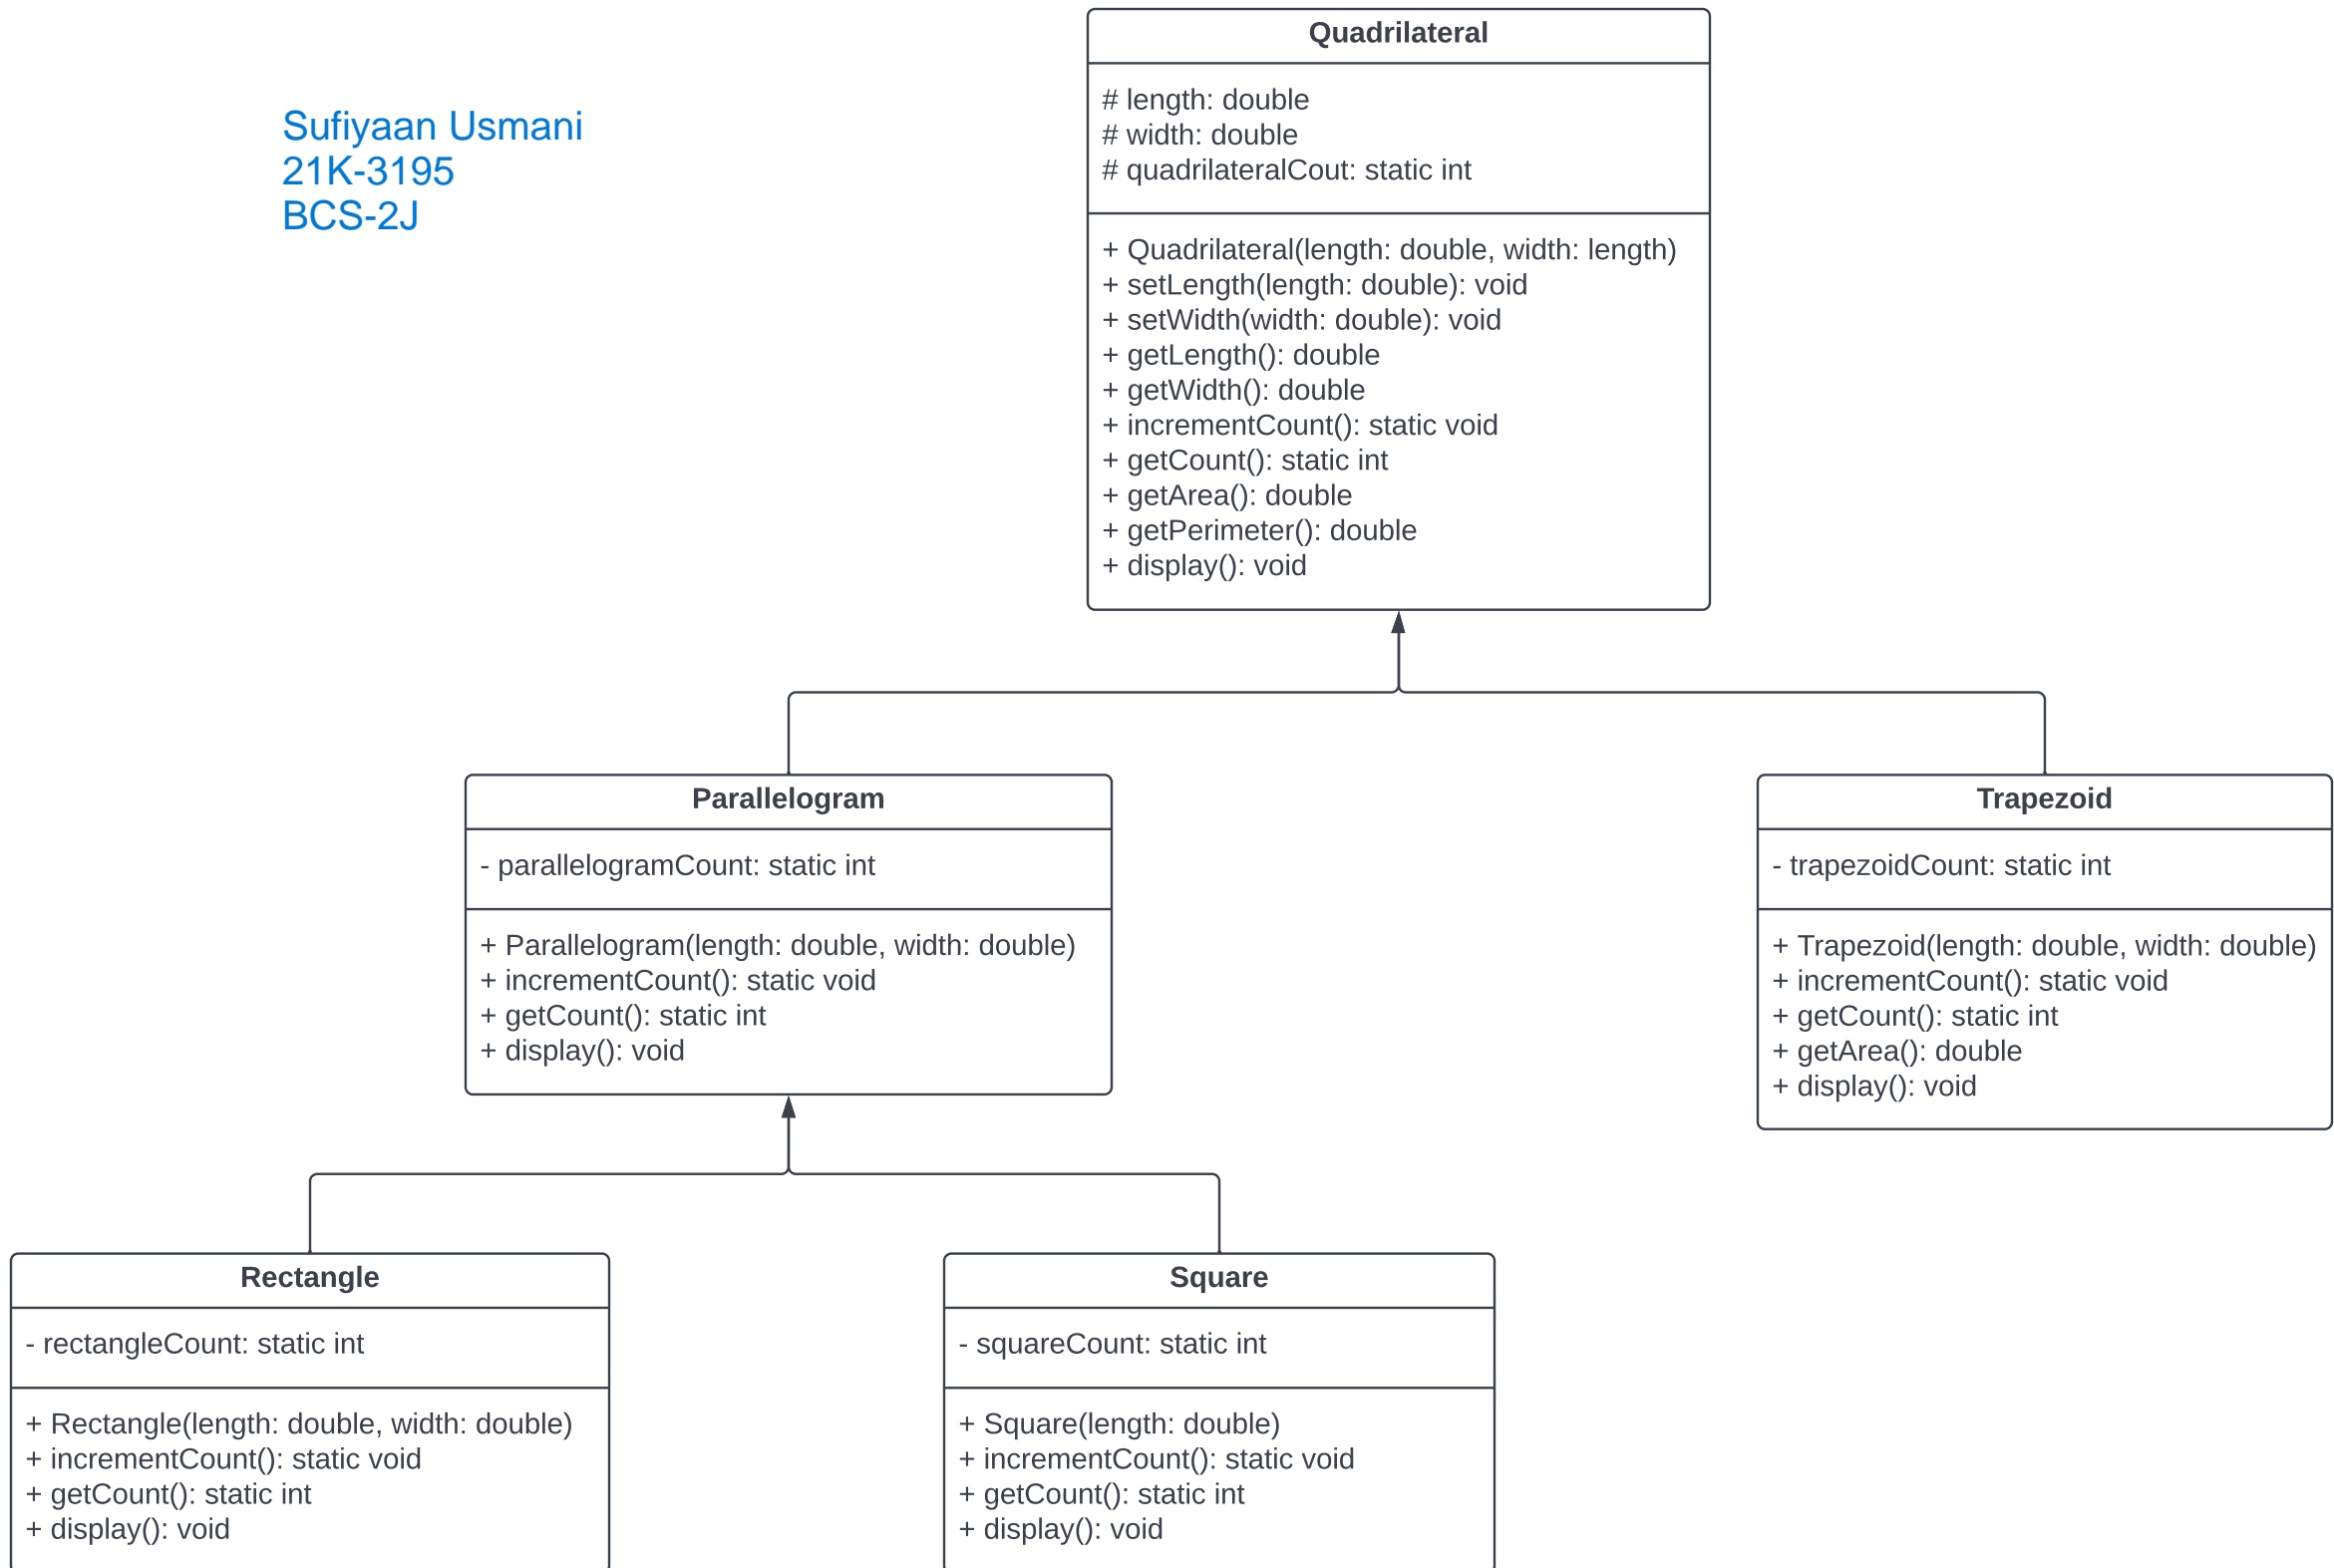 Sufiyaan Usmani
21K-3195
BCS-2J
Quadrilateral
# length: double
# width: double
# quadrilateralCout: static int
+ Quadrilateral(length: double, width: length)
+ setLength(length: double): void
+ setWidth(width: double): void
+ getLength(): double
+ getWidth(): double
+ incrementCount(): static void
+ getCount(): static int
+ getArea(): double
+ getPerimeter(): double
+ display(): void
Parallelogram
- parallelogramCount: static int
+ Parallelogram(length: double, width: double)
+ incrementCount(): static void
+ getCount(): static int
+ display(): void
Trapezoid
- trapezoidCount: static int
+ Trapezoid(length: double, width: double)
+ incrementCount(): static void
+ getCount(): static int
+ getArea(): double
+ display(): void
Rectangle
- rectangleCount: static int
+ Rectangle(length: double, width: double)
+ incrementCount(): static void
+ getCount(): static int
+ display(): void
Square
- squareCount: static int
+ Square(length: double)
+ incrementCount(): static void
+ getCount(): static int
+ display(): void